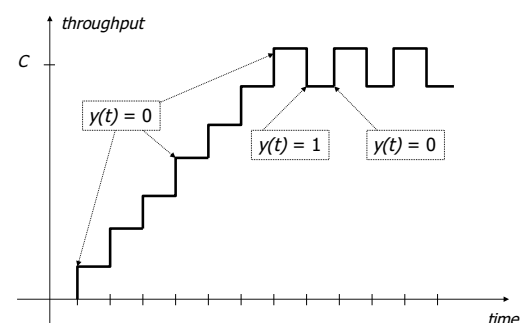 throughput
C
y(t) = 0
y(t) = 1
y(t) = 0
time